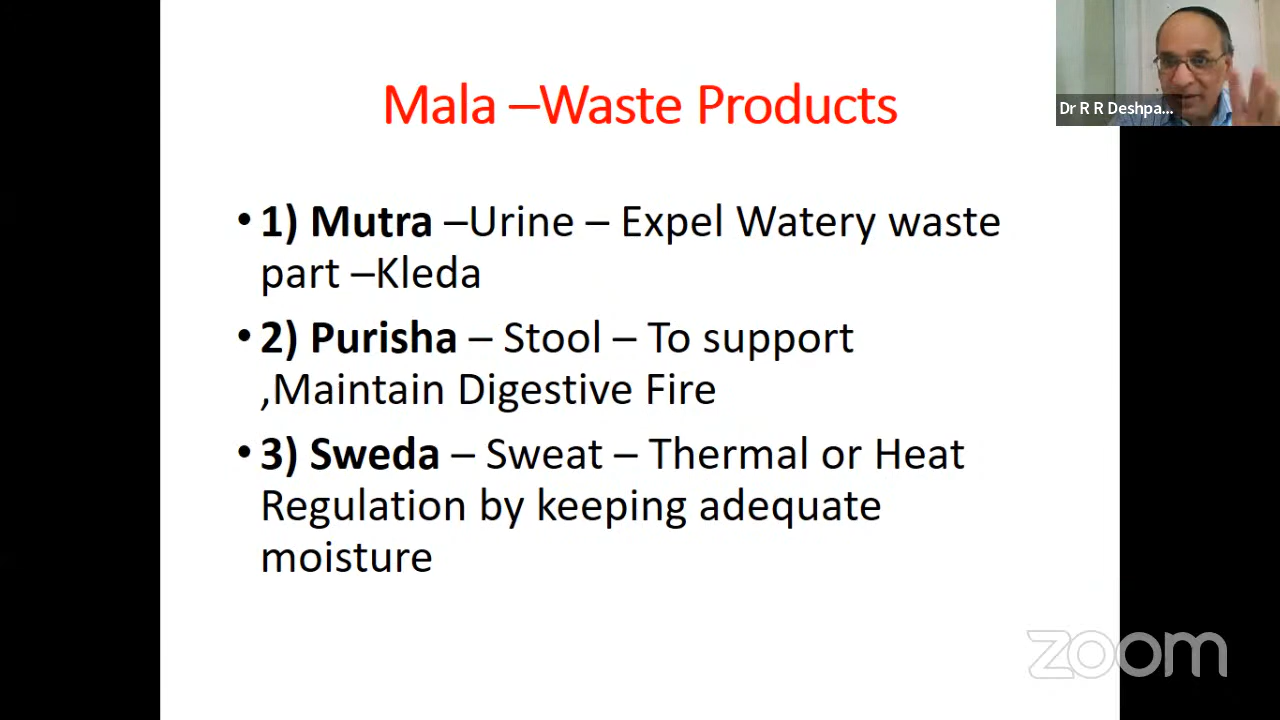 Mala –Waste Products
Dr R R Deshpa...
• 1) Mutra –Urine – Expel Watery waste
part –Kleda
• 2) Purisha – Stool – To support
,Maintain Digestive Fire
• 3) Sweda – Sweat – Thermal or Heat
Regulation by keeping adequate
moisture
zoom